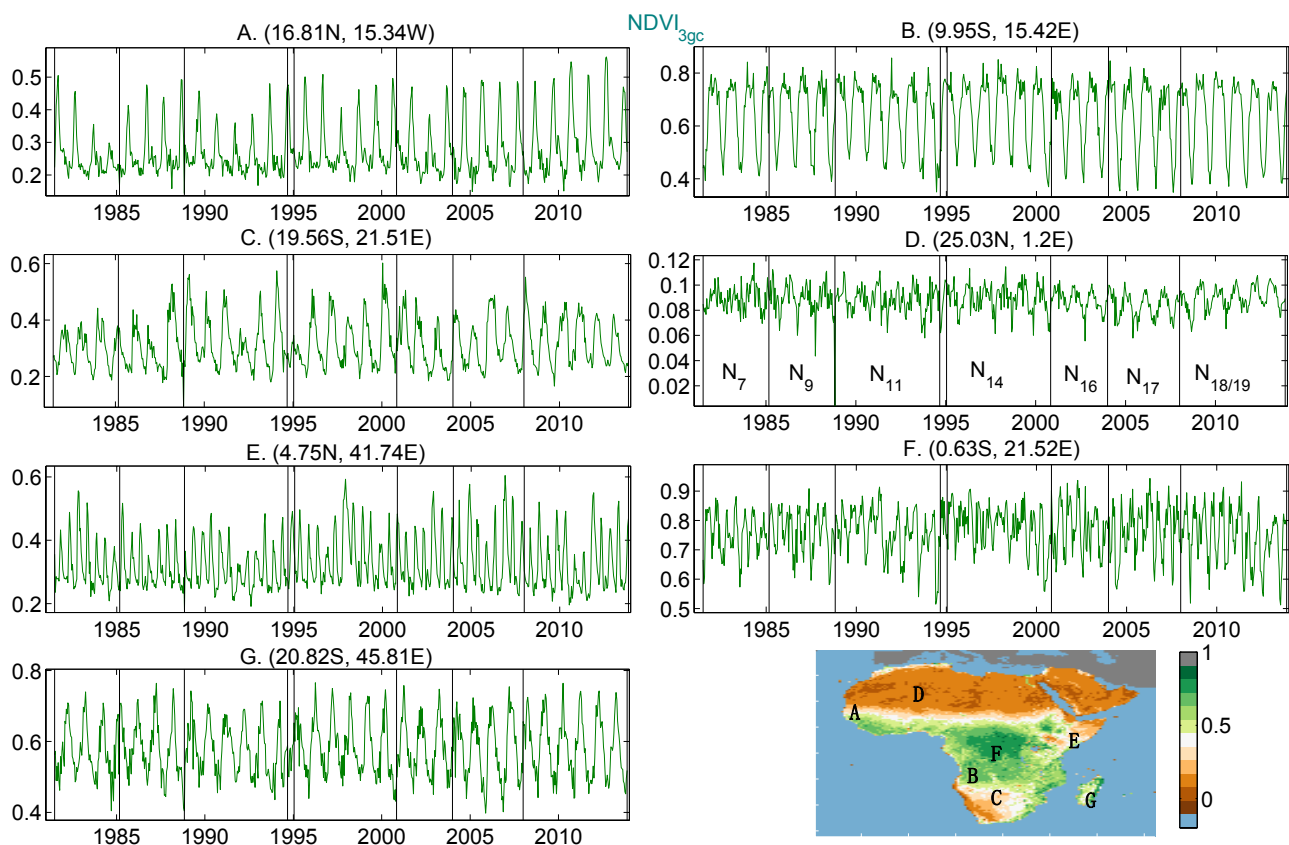 NDVI3gc
A. (16.81N, 15.34W)
0.5
0.4
0.3
0.2
1985 1990 1995 2000 2005 2010
B. (9.95S, 15.42E)
0.8
0.6
0.4
1985 1990 1995 2000 2005 2010
C. (19.56S, 21.51E)
0.6
0.4
0.2
1985 1990 1995 2000 2005 2010
D. (25.03N, 1.2E)
0.12
0.1
0.08
0.06
0.04
0.02
N7 N9 N11 N14 N16 N17 N18/19
1985 1990 1995 2000 2005 2010
E. (4.75N, 41.74E)
0.6
0.4
0.2
1985 1990 1995 2000 2005 2010
F. (0.63S, 21.52E)
0.9
0.8
0.7
0.6
0.5
1985 1990 1995 2000 2005 2010
G. (20.82S, 45.81E)
0.8
0.6
0.4
1985 1990 1995 2000 2005 2010
D
A
E
F
B
C
G
1
0.5
0